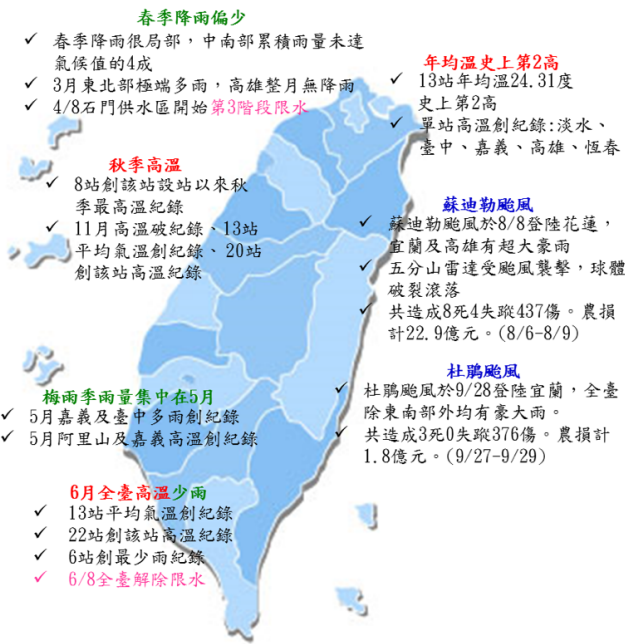 春季降雨偏少
✓ 春季降雨很局部，中南部累積雨量未達
氣候值的4成
✓ 3月東北部極端多雨，高雄整月無降雨
✓ 4/8石門供水區開始第3階段限水
年均溫史上第2高
✓ 13站年均溫24.31度
史上第2高
✓ 單站高溫創紀錄:淡水、
臺中、嘉義、高雄、恆春
秋季高溫
✓ 8站創該站設站以來秋
季最高溫紀錄
✓ 11月高溫破紀錄、13站
平均氣溫創紀錄、20站
創該站高溫紀錄
蘇迪勒颱風
✓ 蘇迪勒颱風於8/8登陸花蓮，
宜蘭及高雄有超大豪雨
✓ 五分山雷達受颱風襲擊，球體
破裂滾落
✓ 共造成8死4失蹤437傷。農損
計22.9億元。(8/6-8/9)
杜鵑颱風
✓ 杜鵑颱風於9/28登陸宜蘭，全臺
除東南部外均有豪大雨。
✓ 共造成3死0失蹤376傷。農損計
1.8億元。(9/27-9/29)
梅雨季雨量集中在5月
✓ 5月嘉義及臺中多雨創紀錄
✓ 5月阿里山及嘉義高溫創紀錄
6月全臺高溫少雨
✓ 13站平均氣溫創紀錄
✓ 22站創該站高溫紀錄
✓ 6站創最少雨紀錄
✓ 6/8全臺解除限水